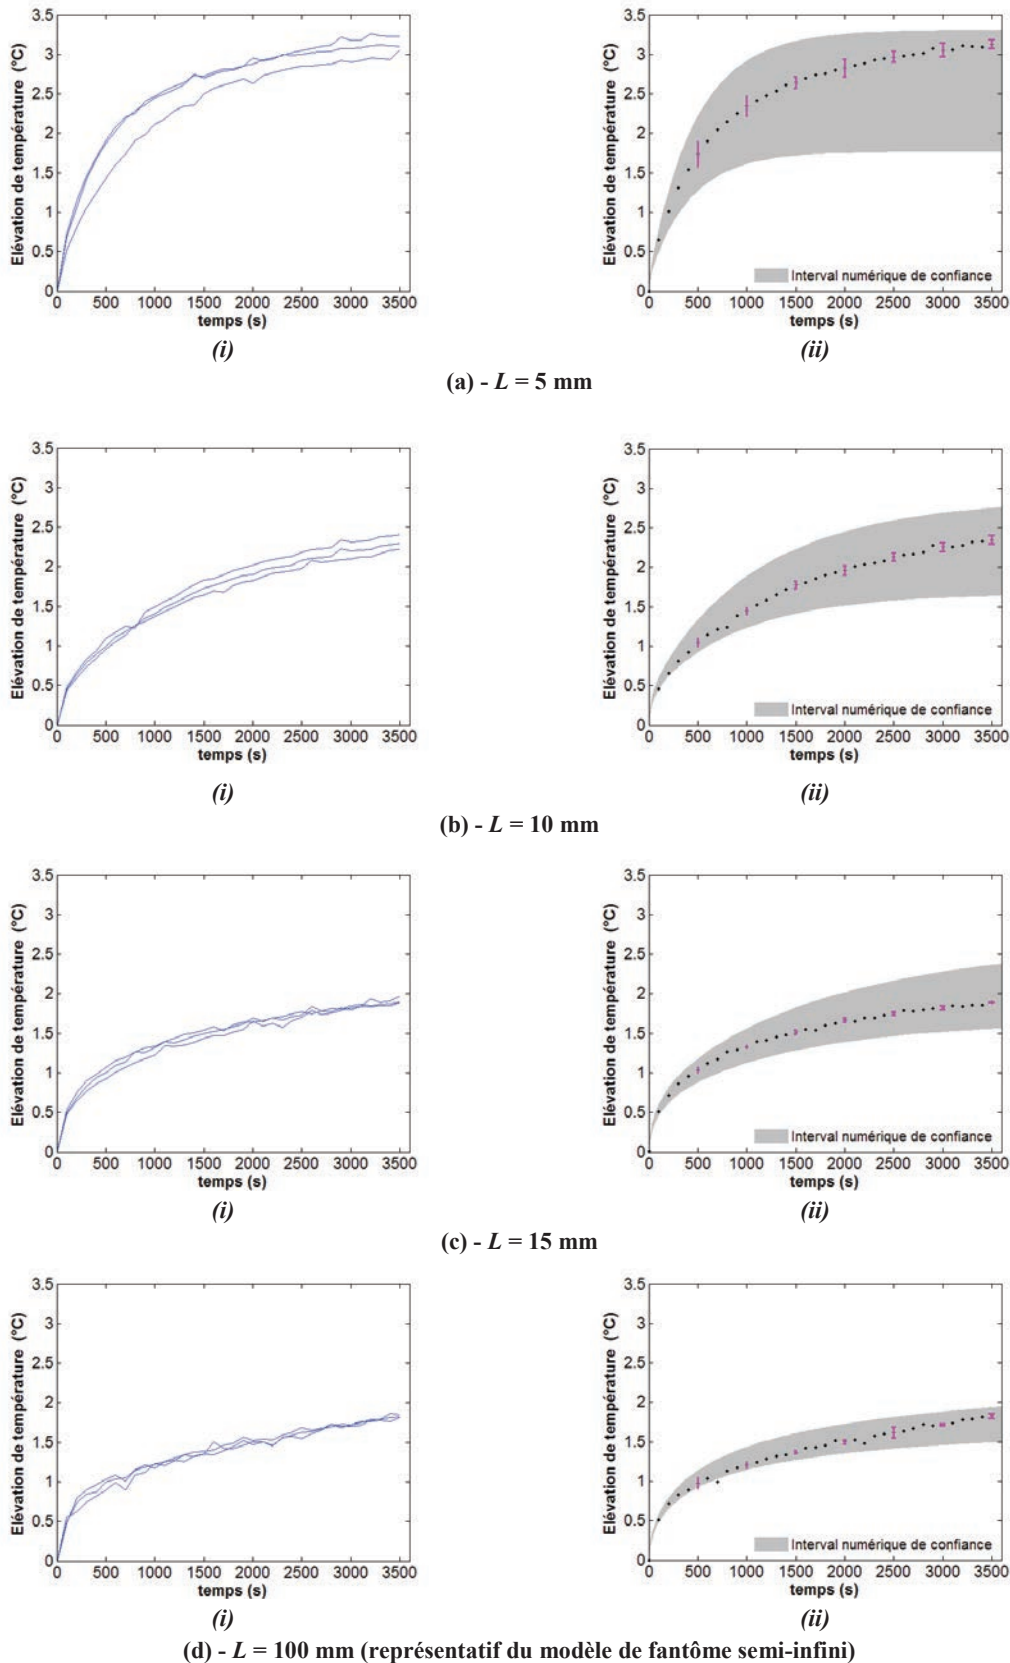 3.5
3
2.5
2
1.5
1
0.5
0
Elévation de température (°C)
0 500 1000 1500 2000 2500 3000 3500
temps (s)
(i)
3.5
3
2.5
2
1.5
1
0.5
0
Elévation de température (°C)
Interval numérique de confiance
500 1000 1500 2000 2500 3000 3500
temps (s)
(ii)
(a) - L = 5 mm
3.5
3
2.5
2
1.5
1
0.5
0
Elévation de température (°C)
0 500 1000 1500 2000 2500 3000 3500
temps (s)
(i)
3.5
3
2.5
2
1.5
1
0.5
0
Elévation de température (°C)
Interval numérique de confiance
0 500 1000 1500 2000 2500 3000 3500
temps (s)
(ii)
(b) - L = 10 mm
3.5
3
2.5
2
1.5
1
0.5
0
Elévation de température (°C)
0 500 1000 1500 2000 2500 3000 3500
temps (s)
(i)
3.5
3
2.5
2
1.5
1
0.5
0
Elévation de température (°C)
Interval numérique de confiance
500 1000 1500 2000 2500 3000 3500
temps (s)
(ii)
(c) - L = 15 mm
3.5
3
2.5
2
1.5
1
0.5
0
Elévation de température (°C)
0 500 1000 1500 2000 2500 3000 3500
temps (s)
(i)
3.5
3
2.5
2
1.5
1
0.5
0
Elévation de température (°C)
Interval numérique de confiance
0 500 1000 1500 2000 2500 3000 3500
temps (s)
(ii)
(d) - L = 100 mm (représentatif du modèle de fantôme semi-infini)